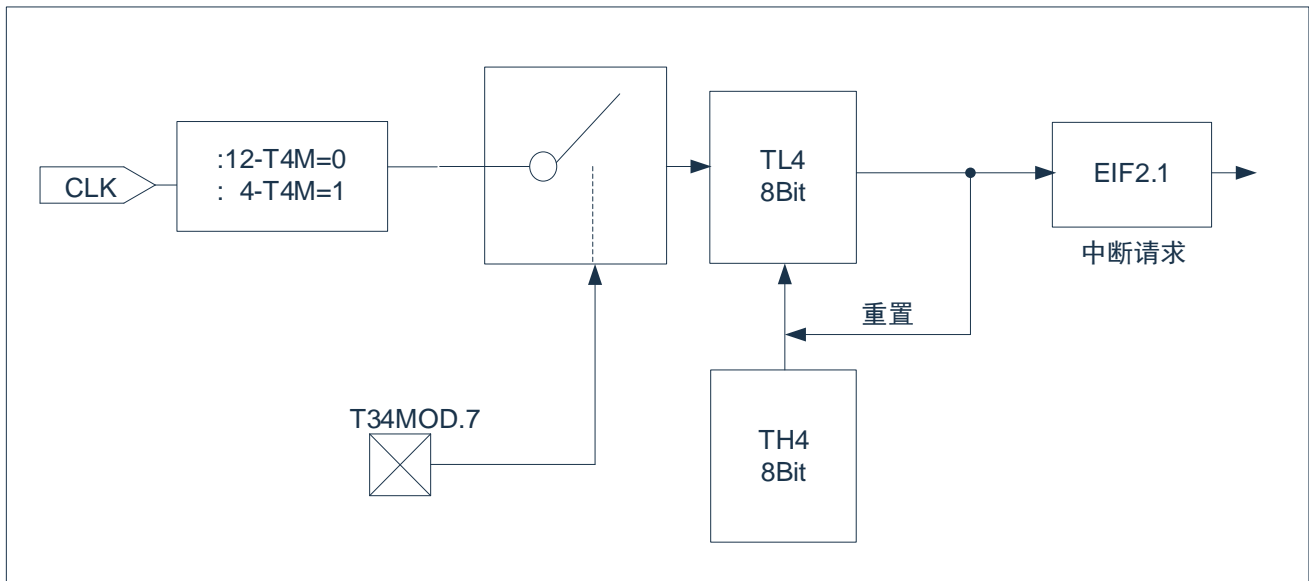 CLK
:12-T4M=0
: 4-T4M=1
TL4
8Bit
EIF2.1
中断请求
重置
T34MOD.7
TH4
8Bit